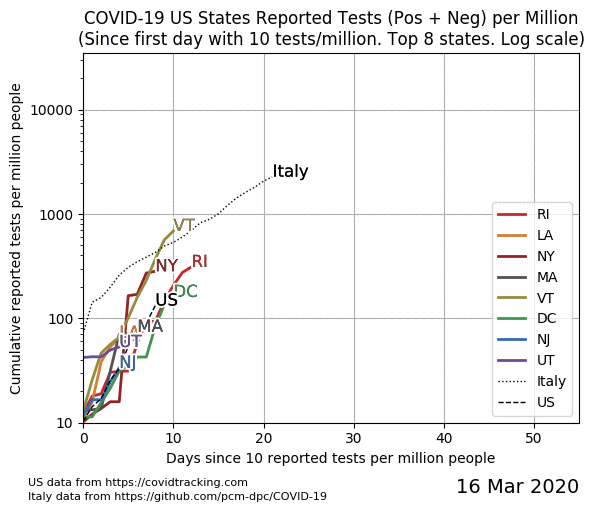 COVID-19 US States Reported Tests (Pos + Neg) per Million
(Since first day with 10 tests/million. Top 8 states. Log scale)
Cumulative reported tests per million people
10000
1000
100
10
Italy
VT
NY
RI
DC
US
MA
LA
UT
NJ
RI
LA
NY
MA
VT
DC
NJ
UT
Italy
US
0
10
20
30
40
50
Days since 10 reported tests per million people
US data from https://covidtracking.com
Italy data from https://github.com/pcm-dpc/COVID-19
16 Mar 2020